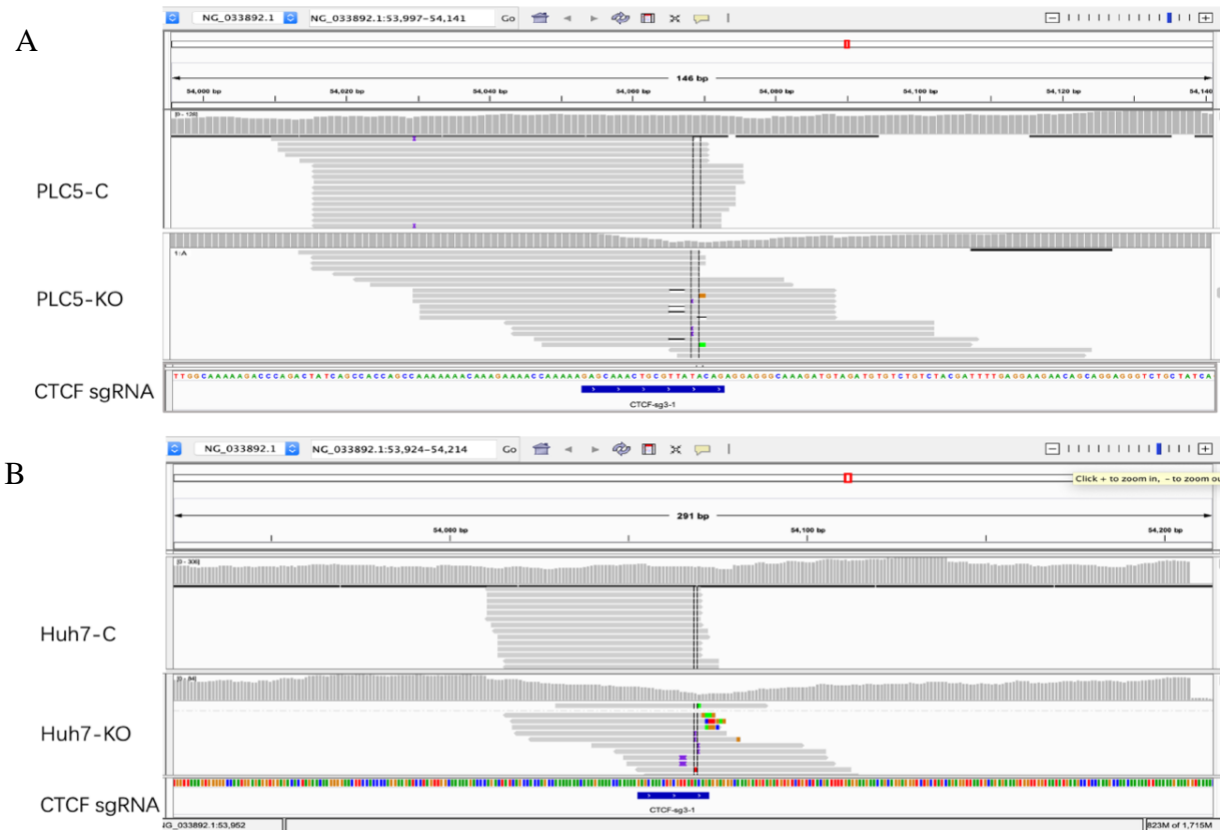 A
NG_033892.1 NG_033892.1:53,997-54,141 Go
146 bp
54,000 bp 54,020 bp 54,040 bp 54,060 bp 54,080 bp 54,100 bp 54,120 bp 54,140
PLC5-C
1:A
PLC5-KO
TTGGCAAAAAGACCCAGACTATCAGCCACCAGCCAAAAAAACAAAGAAAACCAAAAAGAGCAAACTGCGTTATACAGAGGAGGGCAAAGATGTAGATGTGTCTGTCTACGATTTTGAGGAAGAACAGCAGGAGGGTCTGCTATCA
CTCF sgRNA
CTCF-sg3-1
B
NG_033892.1 NG_033892.1:53,924-54,214 Go
Click + to zoom in, - to zoom ou
291 bp
54,000 bp 54,100 bp 54,200 bp
Huh7-C
Huh7-KO
CTCF sgRNA
CTCF-sg3-1
NG_033892.1:53,952 823M of 1,715M